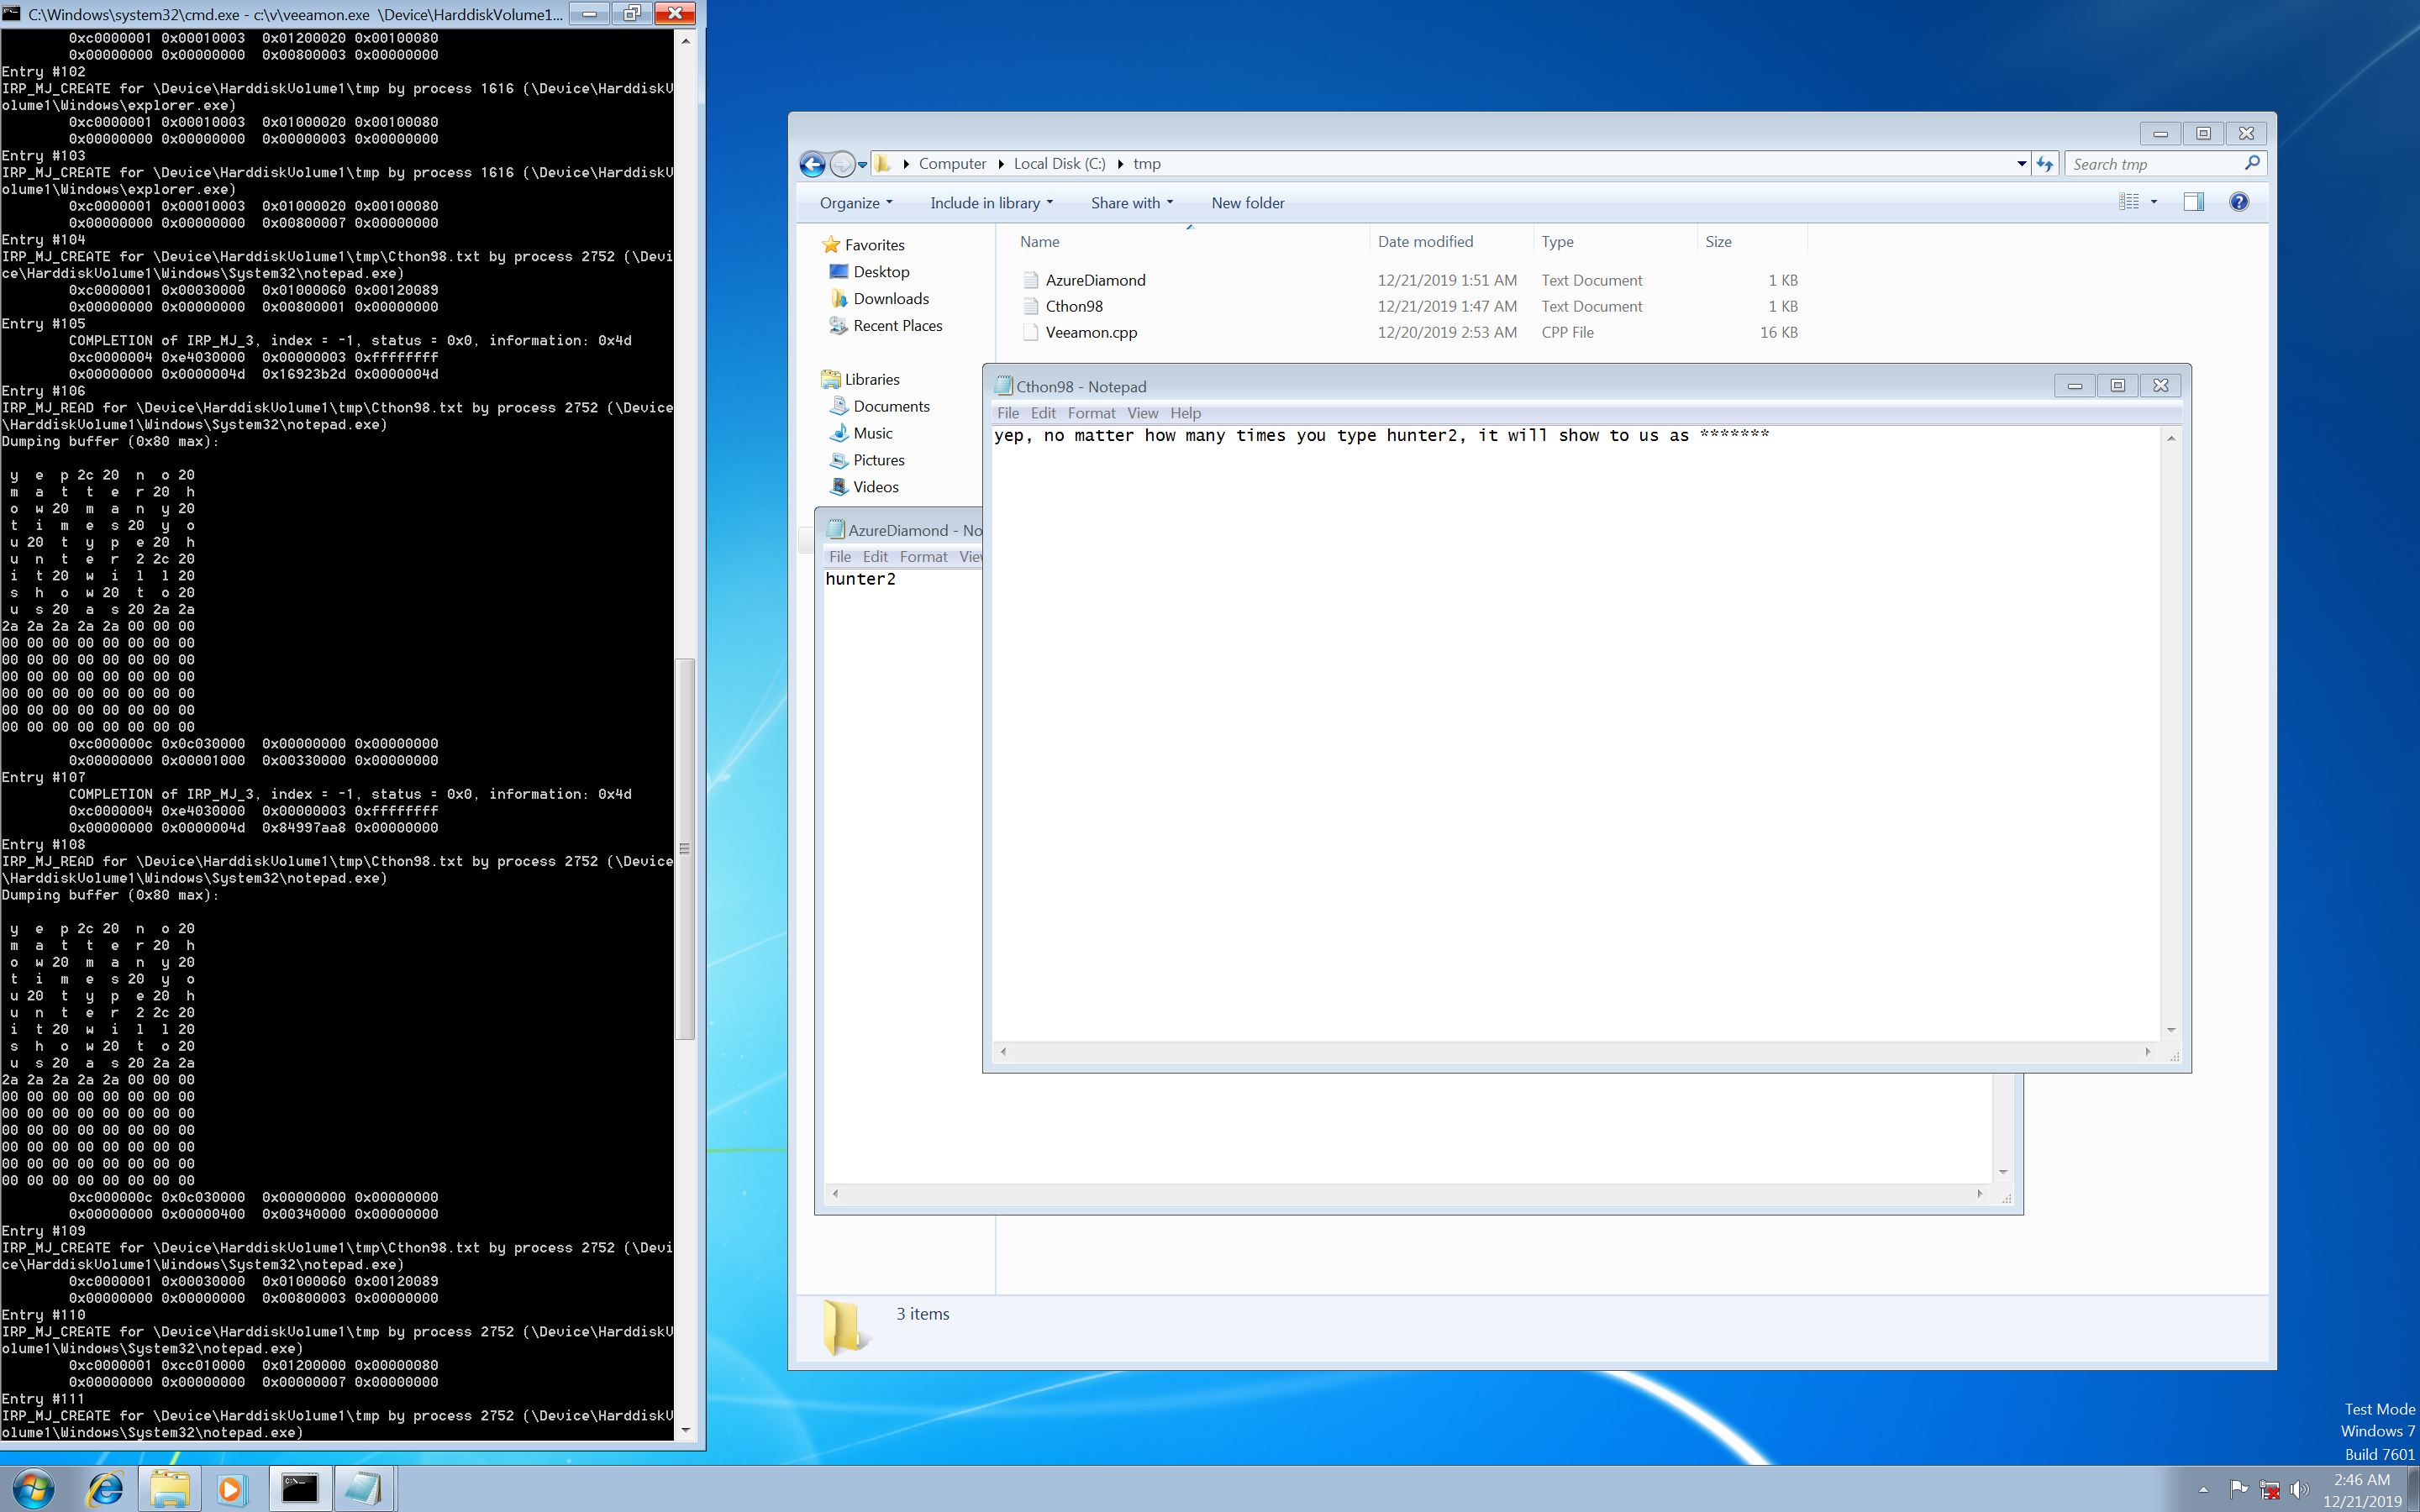 C:\Windows\system32\cmd.exe - c:\v\veeamon.exe  \Device\HarddiskVolume1...
0xc0000001 0x00010003  0x01200020 0x00100080
0x00000000 0x00000000  0x00800003 0x00000000
Entry #102
IRP_MJ_CREATE for \Device\HarddiskVolume1\tmp by process 1616 (\Device\HarddiskV
olume1\Windows\explorer.exe)
0xc0000001 0x00010003  0x01000020 0x00100080
0x00000000 0x00000000  0x00000003 0x00000000
Entry #103
IRP_MJ_CREATE for \Device\HarddiskVolume1\tmp by process 1616 (\Device\HarddiskV
olume1\Windows\explorer.exe)
0xc0000001 0x00010003  0x01000020 0x00100080
0x00000000 0x00000000  0x00800007 0x00000000
Entry #104
IRP_MJ_CREATE for \Device\HarddiskVolume1\tmp\Cthon98.txt by process 2752 (\Devi
ce\HarddiskVolume1\Windows\System32\notepad.exe)
0xc0000001 0x00030000  0x01000060 0x00120089
0x00000000 0x00000000  0x00800001 0x00000000
Entry #105
COMPLETION of IRP_MJ_3, index = -1, status = 0x0, information: 0x4d
0xc0000004 0xe4030000  0x00000003 0xffffffff
0x00000000 0x0000004d  0x16923b2d 0x0000004d
Entry #106
IRP_MJ_READ for \Device\HarddiskVolume1\tmp\Cthon98.txt by process 2752 (\Device
\HarddiskVolume1\Windows\System32\notepad.exe)
Dumping buffer (0x80 max):
y  e  p 2c 20  n  o 20
m  a  t  t  e  r 20  h
o  w 20  m  a  n  y 20
t  i  m  e  s 20  y  o
u 20  t  y  p  e 20  h
u  n  t  e  r  2 2c 20
i  t 20  w  i  l  l 20
s  h  o  w 20  t  o 20
u  s 20  a  s 20 2a 2a
2a 2a 2a 2a 2a 00 00 00
00 00 00 00 00 00 00 00
00 00 00 00 00 00 00 00
00 00 00 00 00 00 00 00
00 00 00 00 00 00 00 00
00 00 00 00 00 00 00 00
00 00 00 00 00 00 00 00
0xc000000c 0x0c030000  0x00000000 0x00000000
0x00000000 0x00001000  0x00330000 0x00000000
Entry #107
COMPLETION of IRP_MJ_3, index = -1, status = 0x0, information: 0x4d
0xc0000004 0xe4030000  0x00000003 0xffffffff
0x00000000 0x0000004d  0x84997aa8 0x00000000
Entry #108
IRP_MJ_READ for \Device\HarddiskVolume1\tmp\Cthon98.txt by process 2752 (\Device
\HarddiskVolume1\Windows\System32\notepad.exe)
Dumping buffer (0x80 max):
y  e  p 2c 20  n  o 20
m  a  t  t  e  r 20  h
o  w 20  m  a  n  y 20
t  i  m  e  s 20  y  o
u 20  t  y  p  e 20  h
u  n  t  e  r  2 2c 20
i  t 20  w  i  l  l 20
s  h  o  w 20  t  o 20
u  s 20  a  s 20 2a 2a
2a 2a 2a 2a 2a 00 00 00
00 00 00 00 00 00 00 00
00 00 00 00 00 00 00 00
00 00 00 00 00 00 00 00
00 00 00 00 00 00 00 00
00 00 00 00 00 00 00 00
00 00 00 00 00 00 00 00
0xc000000c 0x0c030000  0x00000000 0x00000000
0x00000000 0x00000400  0x00340000 0x00000000
Entry #109
IRP_MJ_CREATE for \Device\HarddiskVolume1\tmp\Cthon98.txt by process 2752 (\Devi
ce\HarddiskVolume1\Windows\System32\notepad.exe)
0xc0000001 0x00030000  0x01000060 0x00120089
0x00000000 0x00000000  0x00800003 0x00000000
Entry #110
IRP_MJ_CREATE for \Device\HarddiskVolume1\tmp by process 2752 (\Device\HarddiskV
olume1\Windows\System32\notepad.exe)
0xc0000001 0xcc010000  0x01200000 0x00000080
0x00000000 0x00000000  0x00000007 0x00000000
Entry #111
IRP_MJ_CREATE for \Device\HarddiskVolume1\tmp by process 2752 (\Device\HarddiskV
olume1\Windows\System32\notepad.exe)
Computer Local Disk (C:) tmp
Search tmp
Organize Include in library Share with New folder
Favorites
Desktop
Downloads
Recent Places
Libraries
Documents
Music
Pictures
Videos
Name Date modified Type Size
AzureDiamond 12/21/2019 1:51 AM Text Document 1 KB
Cthon98 12/21/2019 1:47 AM Text Document 1 KB
Veeamon.cpp 12/20/2019 2:53 AM CPP File 16 KB
Cthon98 - Notepad
File Edit Format View Help
yep, no matter how many times you type hunter2, it will show to us as *******
AzureDiamond - No
File Edit Format Vie
hunter2
3 items
Test Mode
Windows 7
Build 7601
C:\_
2:46 AM
12/21/2019